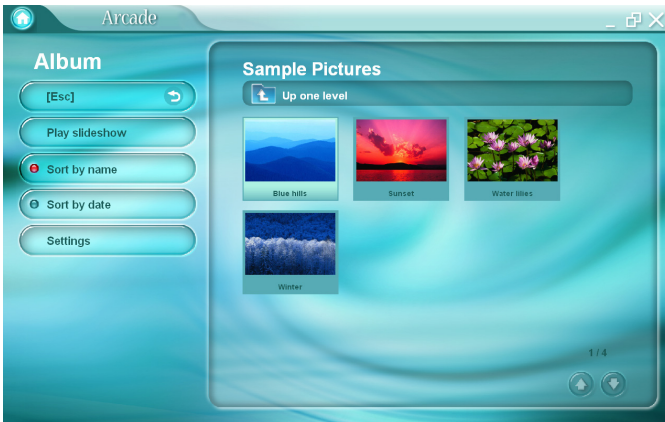 Arcade
Album
[Esc]
Play slideshow
Sort by name
Sort by date
Settings
Sample Pictures
Up one level
Blue hills
Sunset
Water lilies
Winter
1 / 4